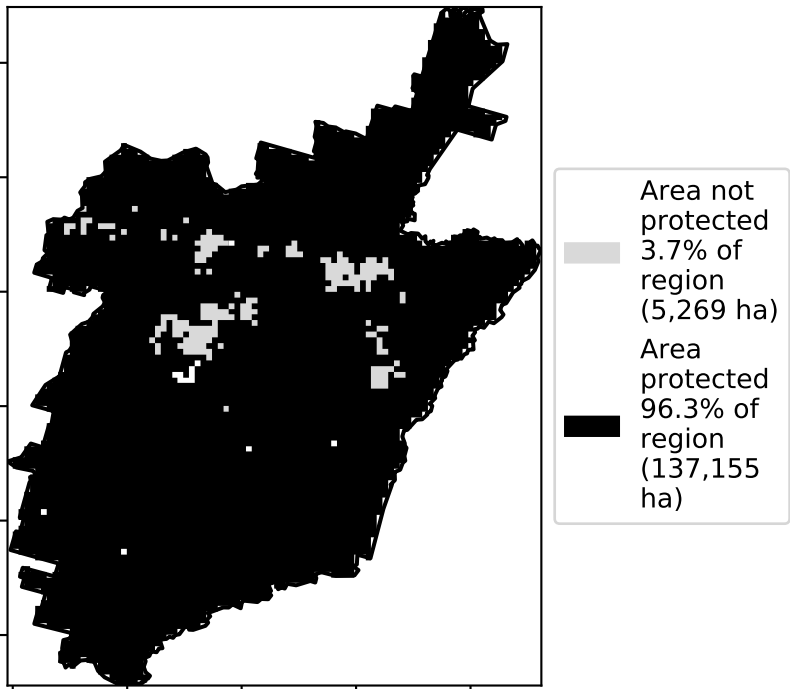 Area not
protected
3.7% of
region
(5,269 ha)
Area
protected
96.3% of
region
(137,155
ha)